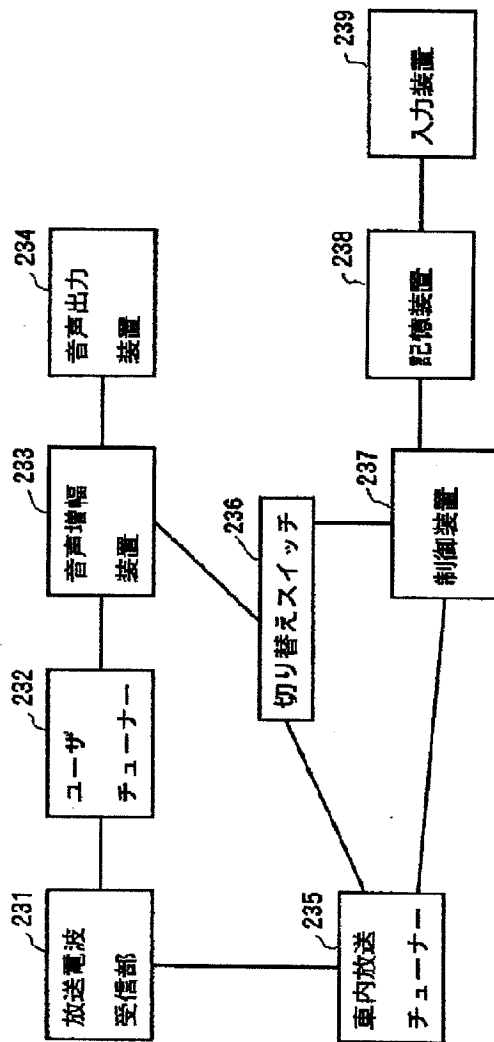 231
放送電波
受信部
232
ユーザ
チューナー
233
音声増幅
装置
234
音声出力
装置
235
車内放送
チューナー
236
切り替えスイッチ
237
制御装置
238
記憶装置
239
入力装置